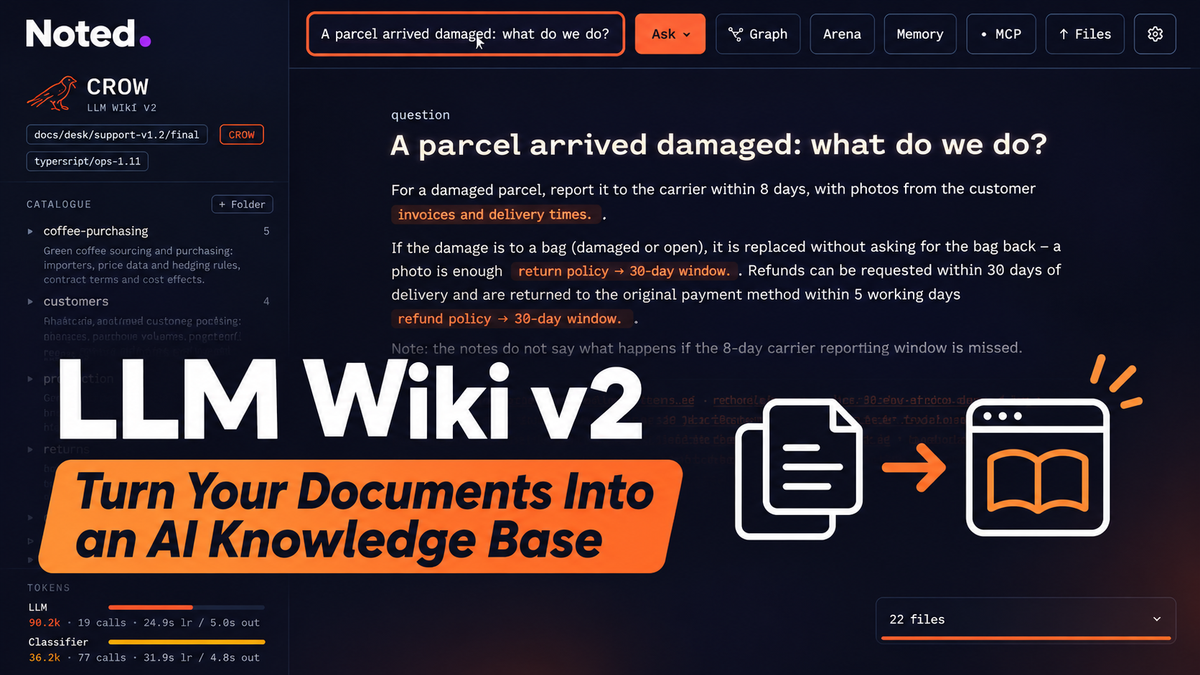 Noted.
CROW
LLM Wiki v2
docs/desk/support-v1.2/final
CROW
typersript/ops-1.11
CATALOGUE
+ Folder
coffee-purchasing
5
Green coffee sourcing and purchasing:
importers, price data and hedging rules,
contract terms and cost effects.
customers
4
returns
TOKENS
LLM
90.2k · 19 calls · 24.9s lr / 5.0s out
Classifier
36.2k · 77 calls · 31.9s lr / 4.8s out
A parcel arrived damaged: what do we do?
Ask
Graph
Arena
Memory
• MCP
↑ Files
question
A parcel arrived damaged: what do we do?
For a damaged parcel, report it to the carrier within 8 days, with photos from the customer
invoices and delivery times. .
If the damage is to a bag (damaged or open), it is replaced without asking for the bag back – a
photo is enough return policy → 30-day window. . Refunds can be requested within 30 days of
delivery and are returned to the original payment method within 5 working days
refund policy → 30-day window. .
Note: the notes do not say what happens if the 8-day carrier reporting window is missed.
LLM Wiki v2
Turn Your Documents Into
an AI Knowledge Base
22 files